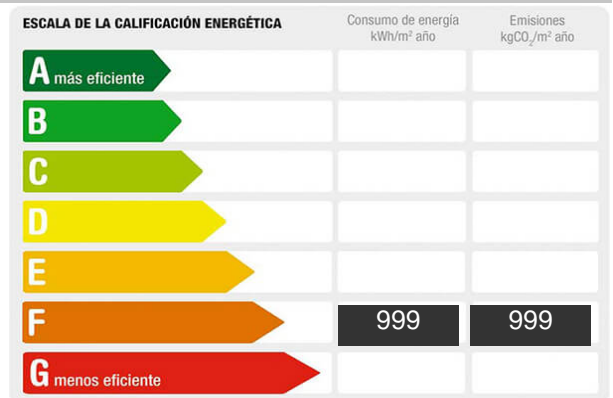 ESCALA DE LA CALIFICACIÓN ENERGÉTICA
Consumo de energía
kWh/m² año
Emisiones
kgCO₂/m² año
A más eficiente
B
C
D
E
F 999 999
G menos eficiente